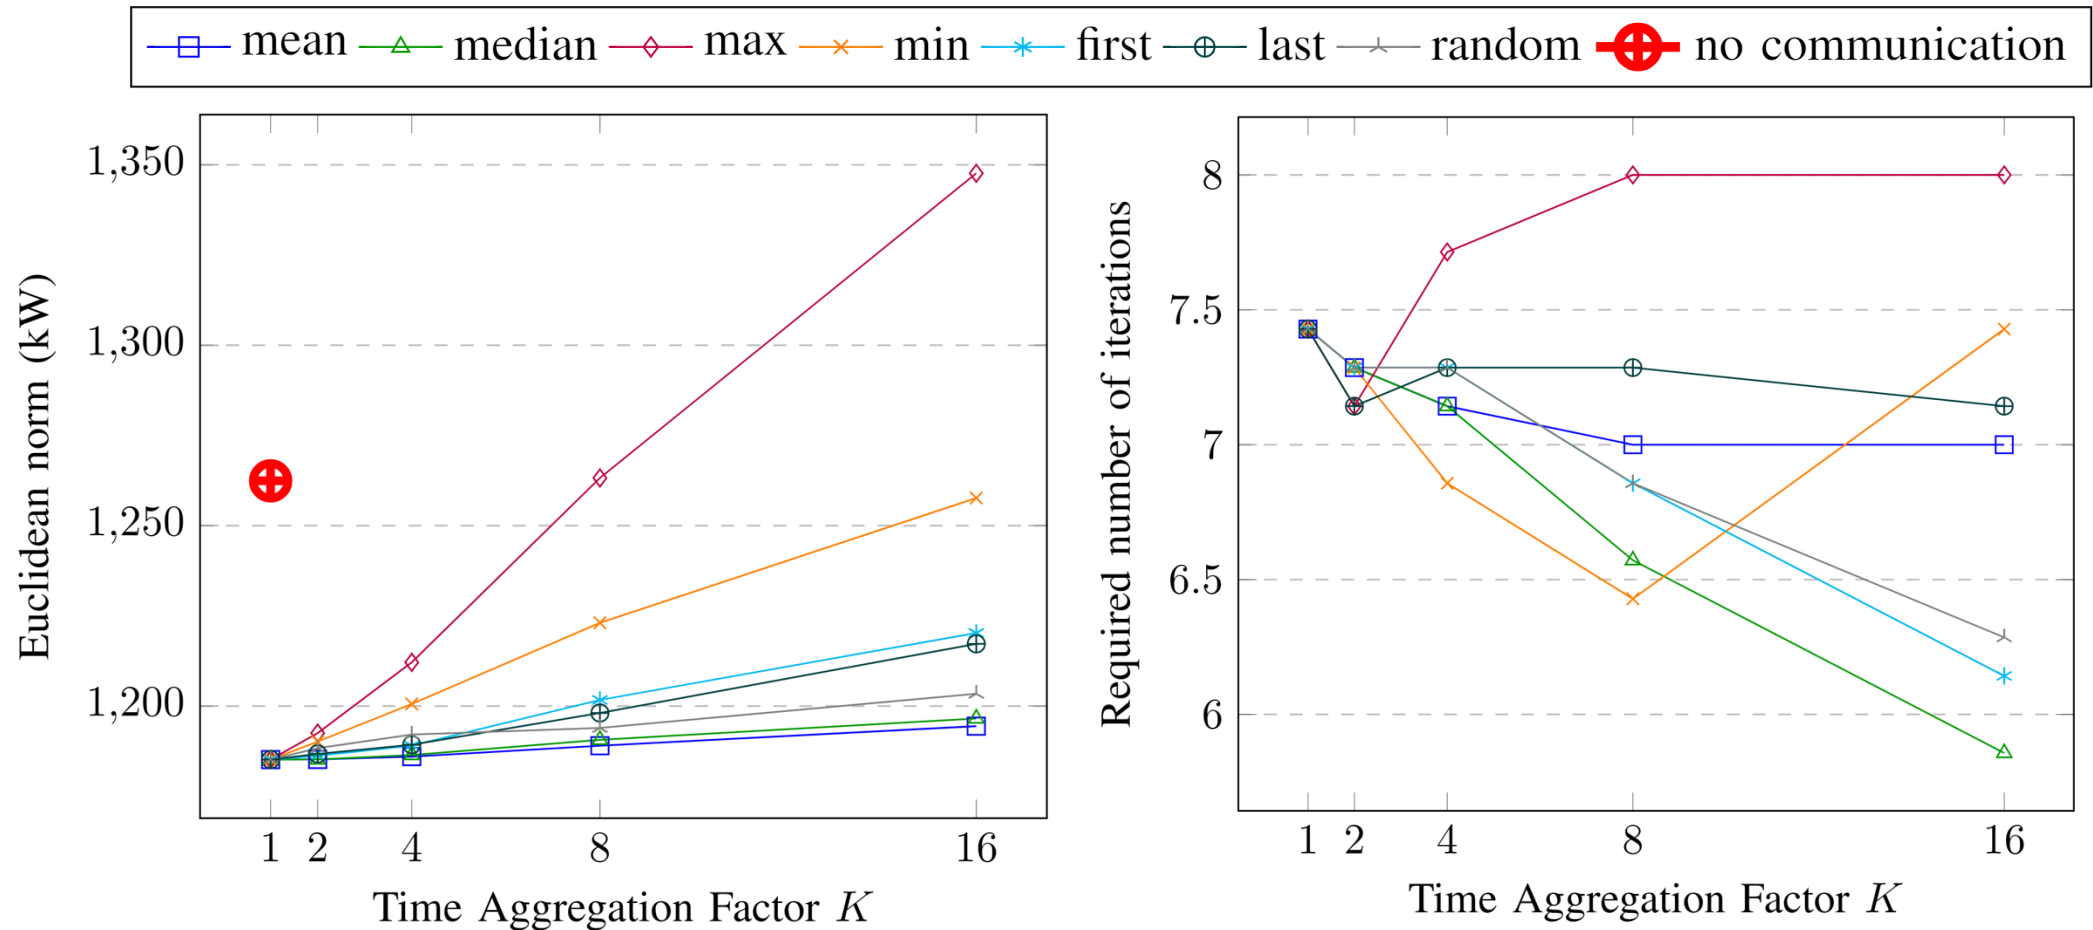 mean median max min first last random no communication
Euclidean norm (kW)
1,350
1,300
1,250
1,200
1 2 4 8 16
Time Aggregation Factor K
Required number of iterations
8
7.5
7
6.5
6
1 2 4 8 16
Time Aggregation Factor K